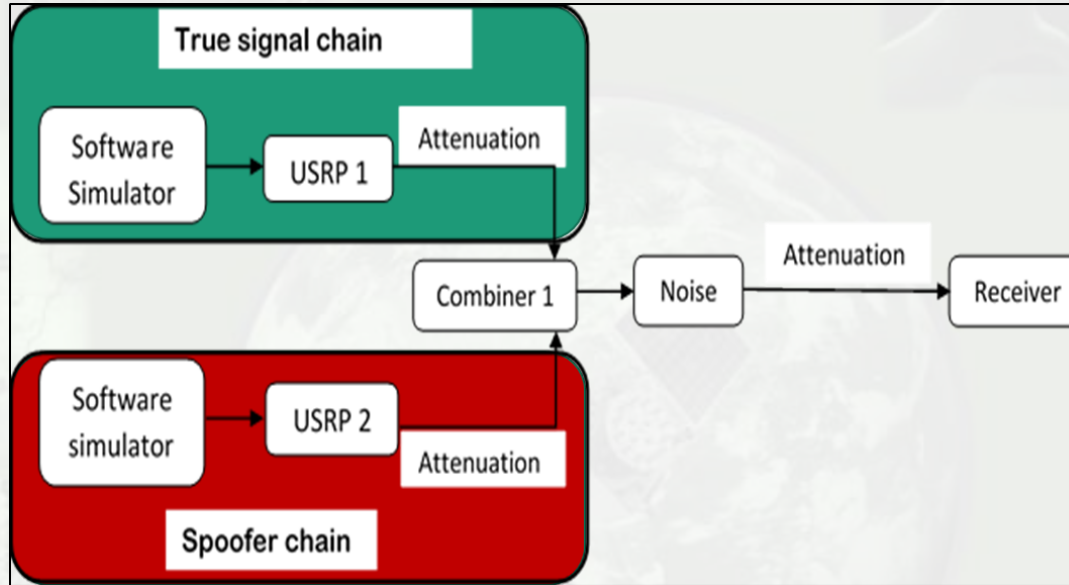 True signal chain
Software
Simulator
USRP 1
Attenuation
Combiner 1
Noise
Attenuation
Receiver
Software
simulator
USRP 2
Attenuation
Spoofer chain